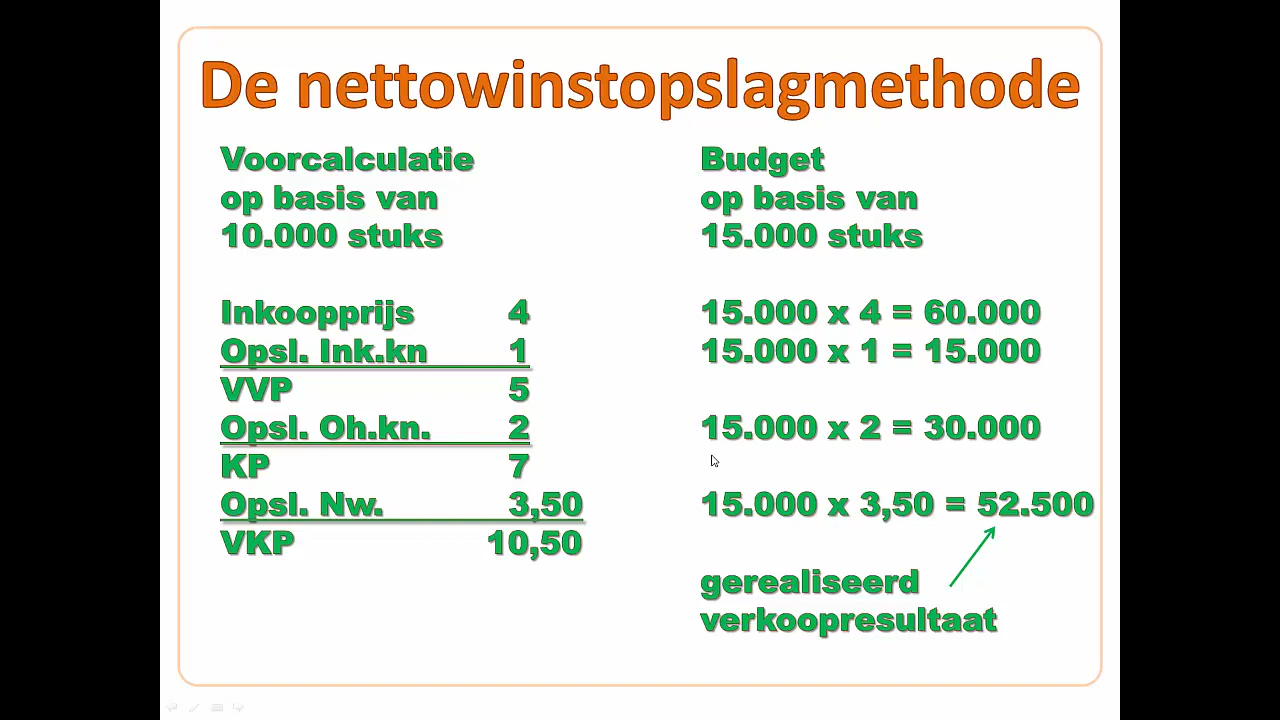 De nettowinstopslagmethode
Voorcalculatie
op basis van
10.000 stuks
Inkoopprijs 4
Opsl. Ink.kn 1
VVP 5
Opsl. Oh.kn. 2
KP 7
Opsl. Nw. 3,50
VKP 10,50
Budget
op basis van
15.000 stuks
15.000 x 4 = 60.000
15.000 x 1 = 15.000
15.000 x 2 = 30.000
15.000 x 3,50 = 52.500
gerealiseerd
verkoopresultaat